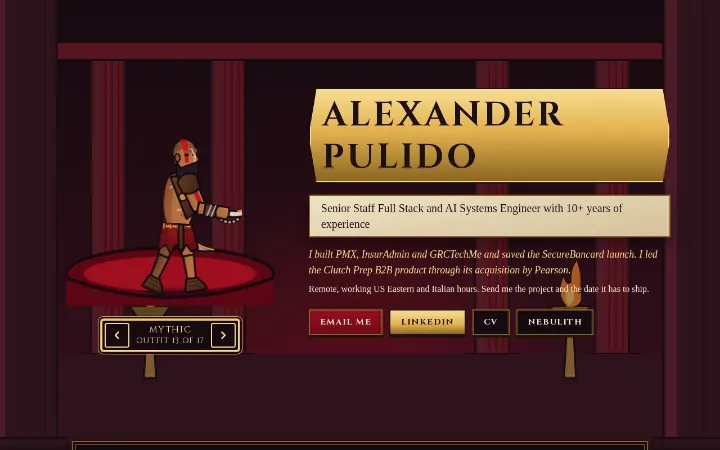 ALEXANDER
PULIDO
Senior Staff Full Stack and AI Systems Engineer with 10+ years of
experience
I built PMX, InsurAdmin and GRCTechMe and saved the SecureBancard launch. I led
the Clutch Prep B2B product through its acquisition by Pearson.
Remote, working US Eastern and Italian hours. Send me the project and the date it has to ship.
EMAIL ME
LINKEDIN
CV
NEBULITH
MYTHIC
OUTFIT 13 OF 17